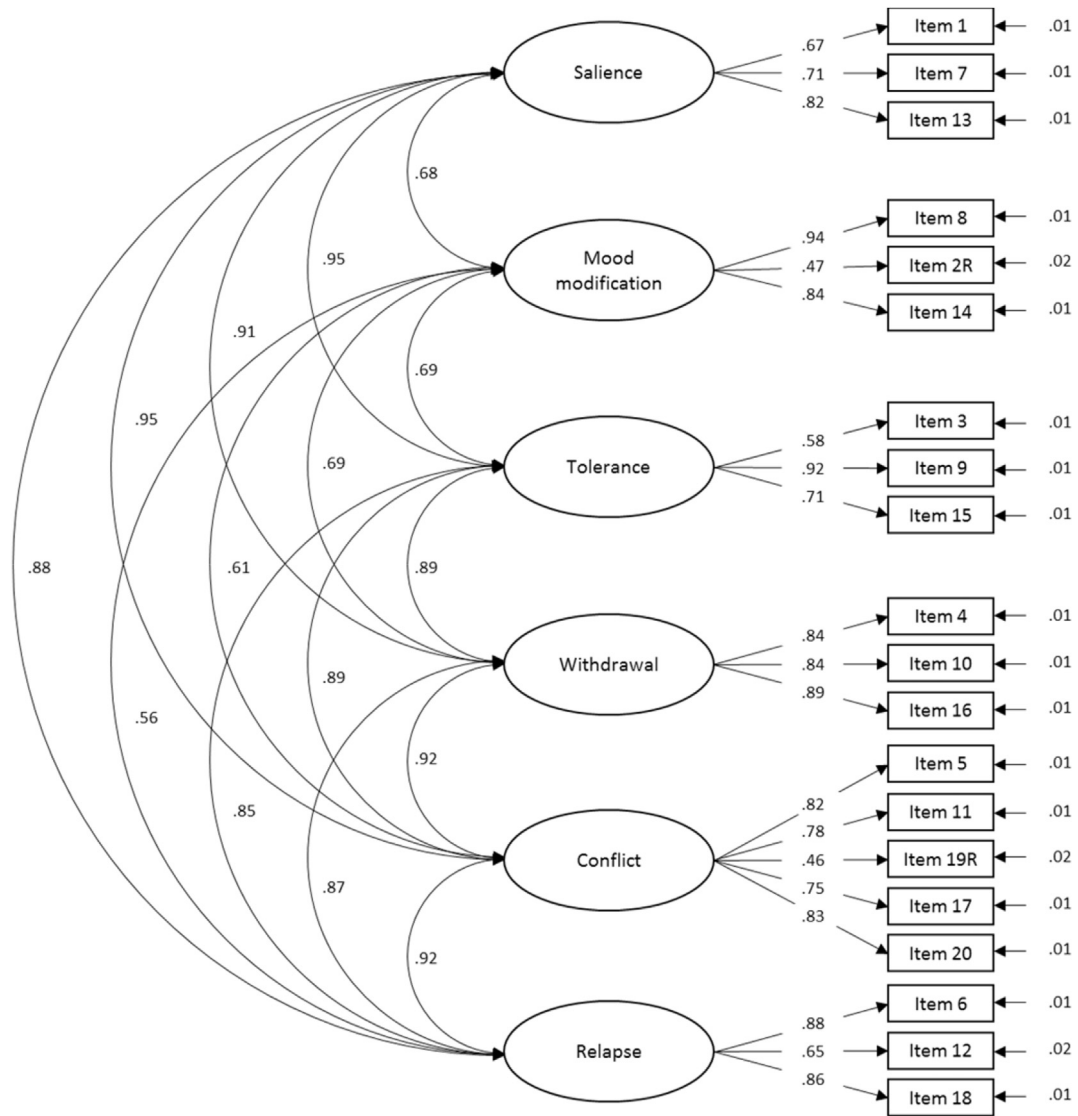 .67 Item 1 .01
Salience .71 Item 7 .01
.82 Item 13 .01
.68
.94 Item 8 .01
Mood
modification
.47 Item 2R .02
.84 Item 14 .01
.95
.91
.69
.58 Item 3 .01
.95
.69
Tolerance .92 Item 9 .01
.71 Item 15 .01
.88
.61
.89
.84 Item 4 .01
Withdrawal .84 Item 10 .01
.89
.89 Item 16 .01
.56
.92
.82 Item 5 .01
.85
.78 Item 11 .01
Conflict .46 Item 19R .02
.87
.75 Item 17 .01
.83 Item 20 .01
.92
.88 Item 6 .01
Relapse .65 Item 12 .02
.86 Item 18 .01